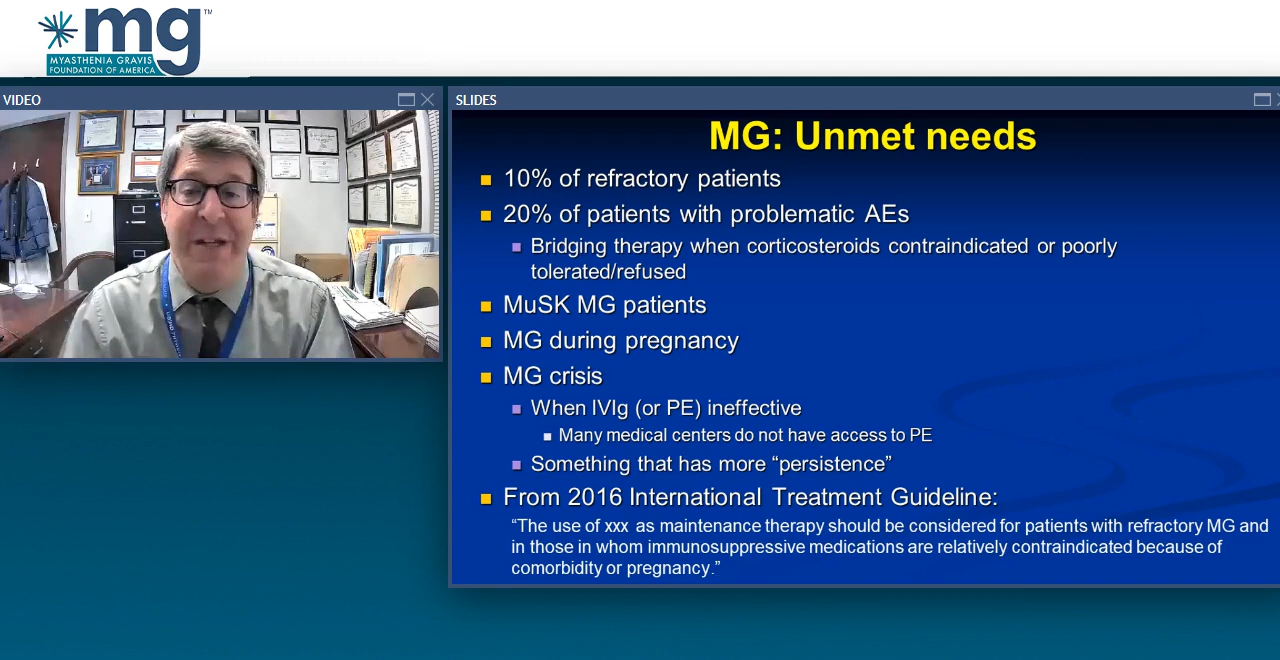 mg™
MYASTHENIA GRAVIS
FOUNDATION OF AMERICA
VIDEO
SLIDES
MG: Unmet needs
10% of refractory patients
20% of patients with problematic AEs
Bridging therapy when corticosteroids contraindicated or poorly
tolerated/refused
MuSK MG patients
MG during pregnancy
MG crisis
When IVIg (or PE) ineffective
Many medical centers do not have access to PE
Something that has more “persistence”
From 2016 International Treatment Guideline:
“The use of xxx as maintenance therapy should be considered for patients with refractory MG and
in those in whom immunosuppressive medications are relatively contraindicated because of
comorbidity or pregnancy.”